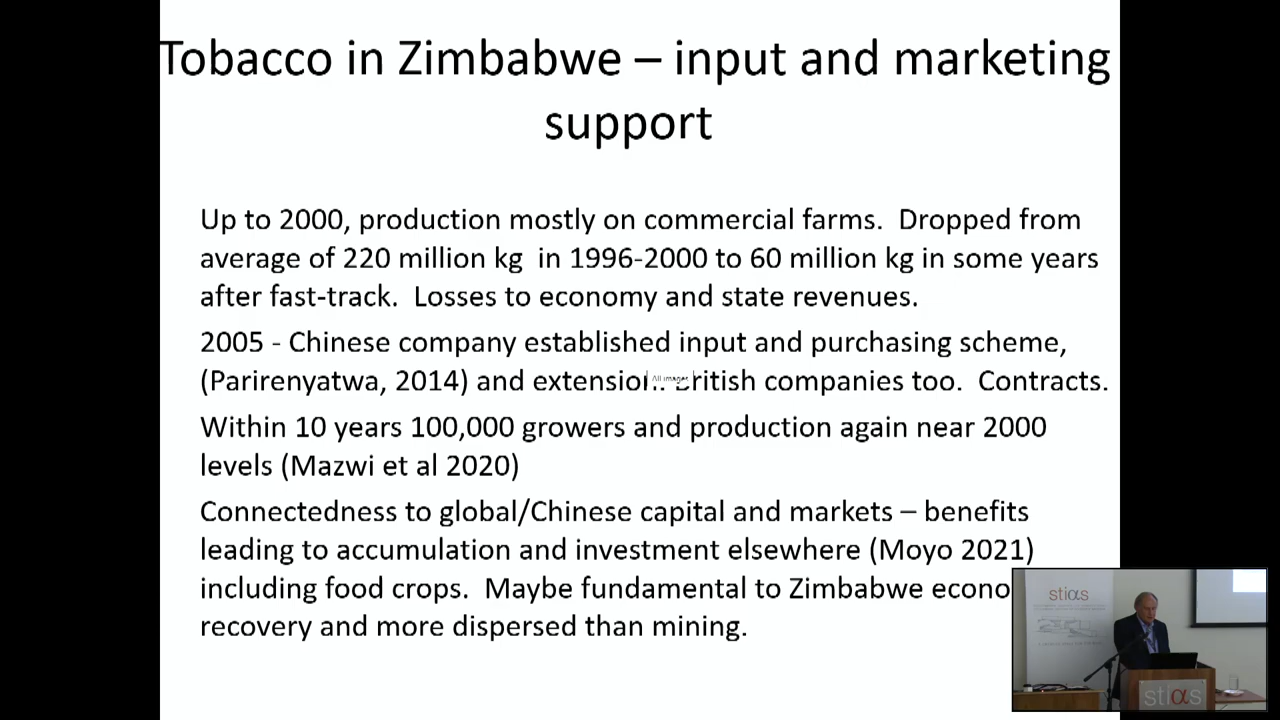 Tobacco in Zimbabwe – input and marketing
support
Up to 2000, production mostly on commercial farms.  Dropped from
average of 220 million kg  in 1996-2000 to 60 million kg in some years
after fast-track.  Losses to economy and state revenues.
2005 - Chinese company established input and purchasing scheme,
(Parirenyatwa, 2014) and extension. British companies too.  Contracts.
All images
Within 10 years 100,000 growers and production again near 2000
levels (Mazwi et al 2020)
Connectedness to global/Chinese capital and markets – benefits
leading to accumulation and investment elsewhere (Moyo 2021)
including food crops.  Maybe fundamental to Zimbabwe econo
recovery and more dispersed than mining.
stias
stias